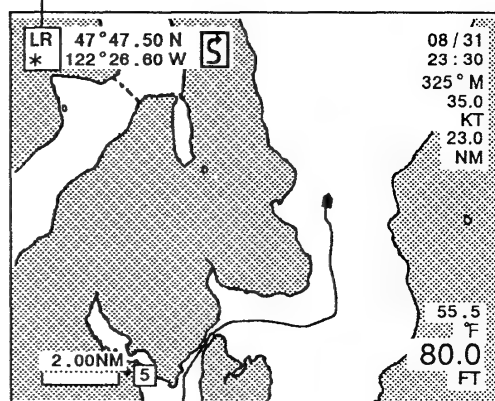 LR 47°47.50 N
* 122°26.60 W
08/31
23:30
325°M
35.0
KT
23.0
NM
55.5
°F
80.0
FT
2.00NM
5